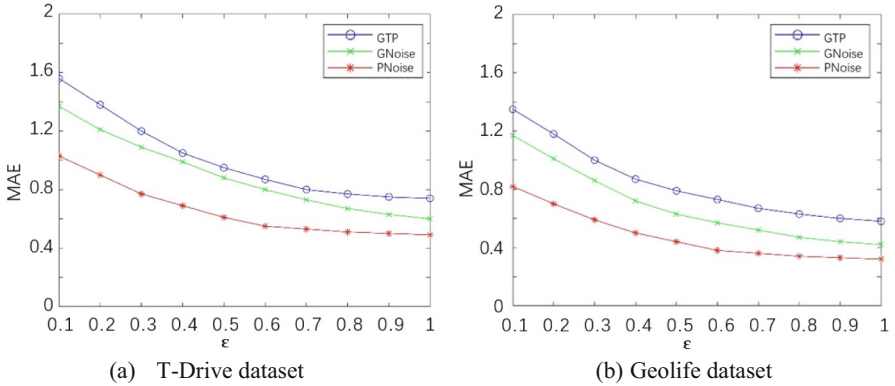 2
1.6
1.2
0.8
0.4
0
MAE
GTP
GNoise
PNoise
0.1 0.2 0.3 0.4 0.5 0.6 0.7 0.8 0.9 1
ε
(a) T-Drive dataset
2
1.6
1.2
0.8
0.4
0
MAE
GTP
GNoise
PNoise
0.1 0.2 0.3 0.4 0.5 0.6 0.7 0.8 0.9 1
ε
(b) Geolife dataset